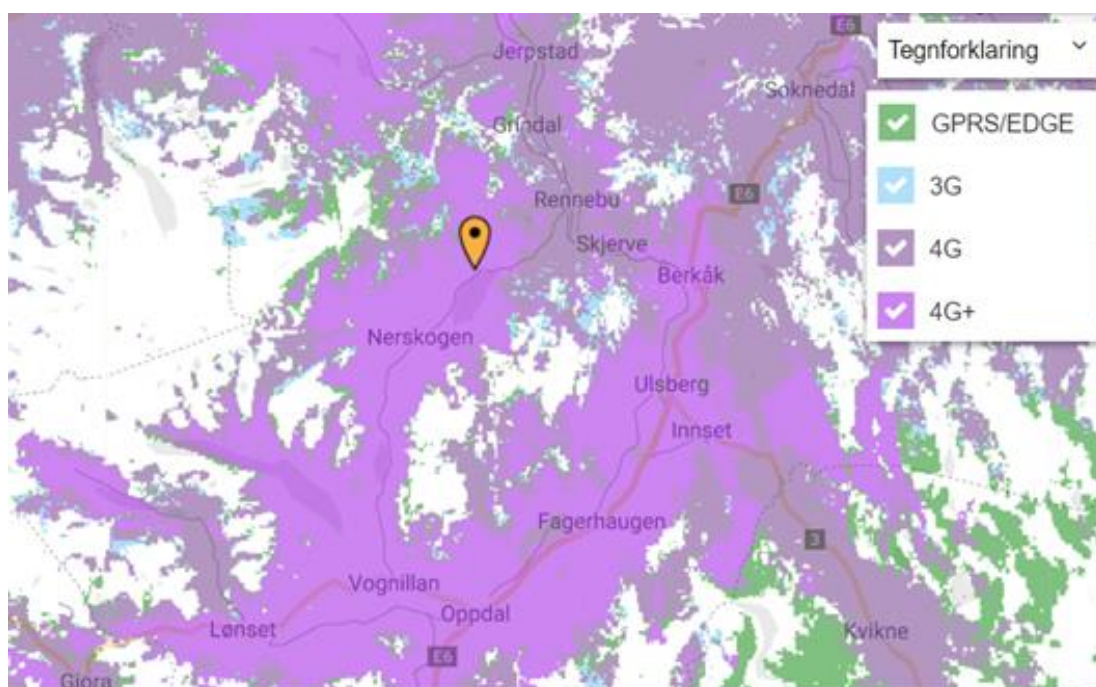 E6
Tegnforklaring
Jerpstad
Soknedal
GPRS/EDGE
Grindal
3G
Rennebu
E6
Skjerve
4G
Berkåk
4G+
Nerskogen
Ulsberg
Innset
Fagerhaugen
3
Vognillan
Oppdal
Lønset
Kvikne
E6
Gjøra